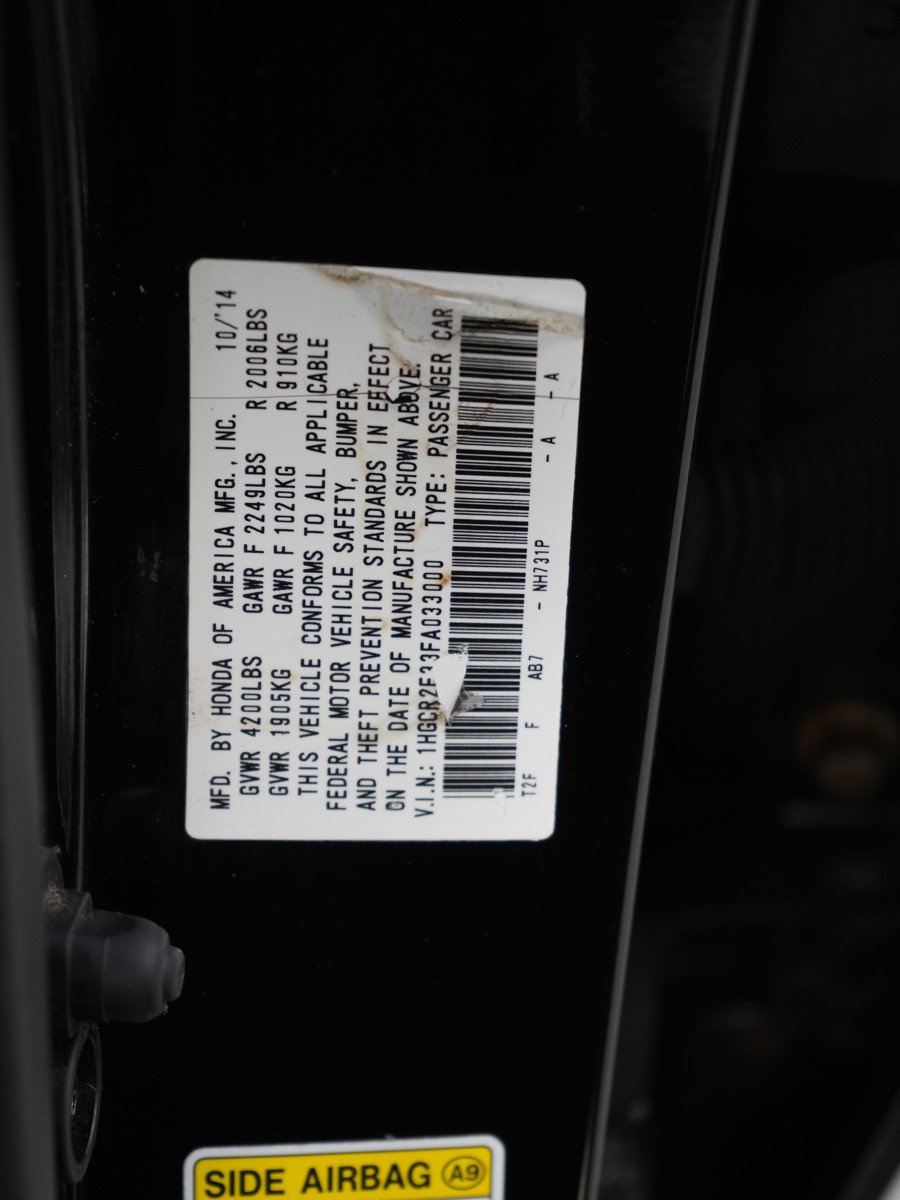 MFD. BY HONDA OF AMERICA MFG., INC. 10/'14
GVWR 4200LBS GAWR F 2249LBS R 2006LBS
GVWR 1905KG GAWR F 1020KG R 910KG
THIS VEHICLE CONFORMS TO ALL APPLICABLE
FEDERAL MOTOR VEHICLE SAFETY, BUMPER,
AND THEFT PREVENTION STANDARDS IN EFFECT
ON THE DATE OF MANUFACTURE SHOWN ABOVE.
V.I.N.: 1HGCR2F33FA033000 TYPE: PASSENGER CAR
T2F F AB7 - NH731P - A - A
SIDE AIRBAG A9